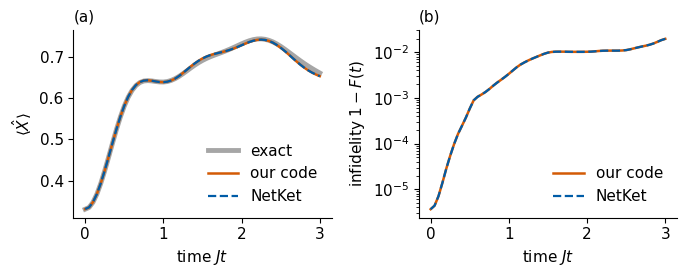 (a)
0.7
0.6
0.5
0.4
⟨X̂⟩
exact
our code
NetKet
0 1 2 3
time Jt
(b)
10⁻²
10⁻³
10⁻⁴
10⁻⁵
infidelity 1 − F(t)
our code
NetKet
0 1 2 3
time Jt